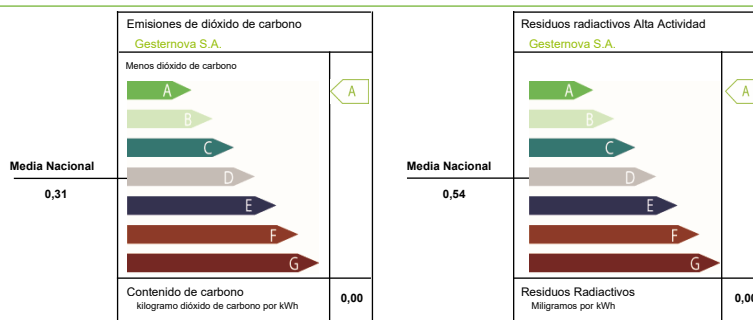 Emisiones de dióxido de carbono
Gesternova S.A.
Menos dióxido de carbono
A
A
B
C
Media Nacional
D
0,31
E
F
G
Contenido de carbono
kilogramo dióxido de carbono por kWh
0,00
Residuos radiactivos Alta Actividad
Gesternova S.A.
A
A
B
C
Media Nacional
D
0,54
E
F
G
Residuos Radiactivos
Miligramos por kWh